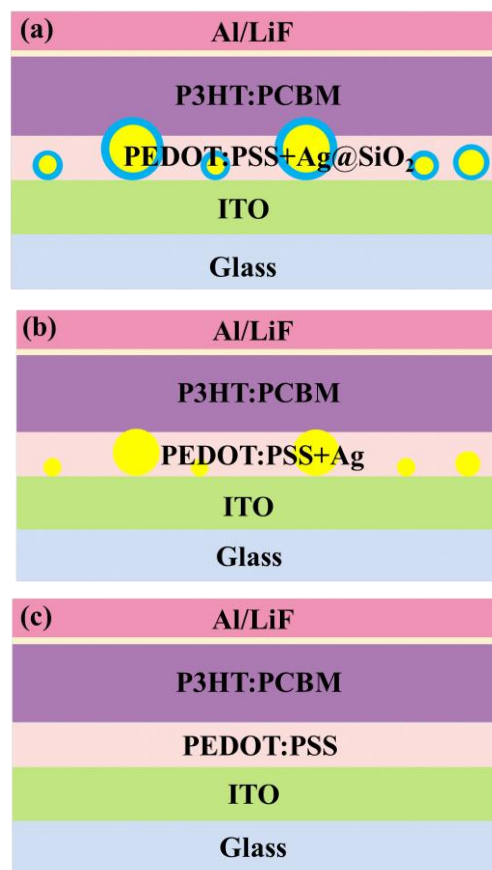 (a)
Al/LiF
P3HT:PCBM
PEDOT:PSS+Ag@SiO₂
ITO
Glass
(b)
Al/LiF
P3HT:PCBM
PEDOT:PSS+Ag
ITO
Glass
(c)
Al/LiF
P3HT:PCBM
PEDOT:PSS
ITO
Glass